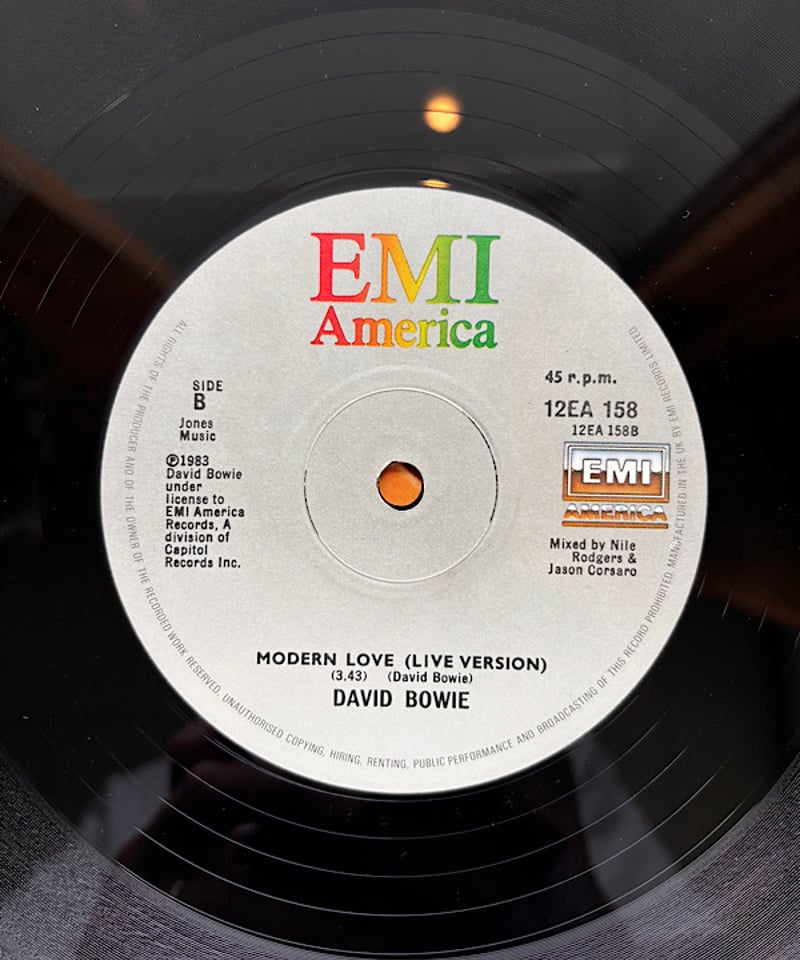 EMI
America
SIDE
B
Jones
Music
℗1983
David Bowie
under
license to
EMI America
Records, A
division of
Capitol
Records Inc.
45 r.p.m.
12EA 158
12EA 158B
EMI
AMERICA
Mixed by Nile
Rodgers &
Jason Corsaro
MODERN LOVE (LIVE VERSION)
(3.43) (David Bowie)
DAVID BOWIE
ALL RIGHTS OF THE PRODUCER AND OF THE OWNER OF THE RECORDED WORK RESERVED. UNAUTHORISED COPYING, HIRING, RENTING, PUBLIC PERFORMANCE AND BROADCASTING OF THIS RECORD PROHIBITED. MANUFACTURED IN THE UK BY EMI RECORDS LIMITED